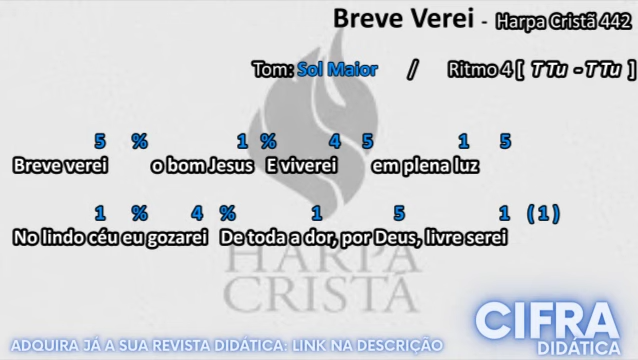 Breve Verei - Harpa Cristã 442
Tom: Sol Maior / Ritmo 4 [ T Tu - T Tu ]
5 % 1 % 4 5 1 5
Breve verei o bom Jesus E viverei em plena luz
1 % 4 % 1 5 1 ( 1 )
No lindo céu eu gozarei De toda a dor, por Deus, livre serei
HARPA
CRISTÃ
CIFRA
DIDÁTICA
ADQUIRA JÁ A SUA REVISTA DIDÁTICA: LINK NA DESCRIÇÃO